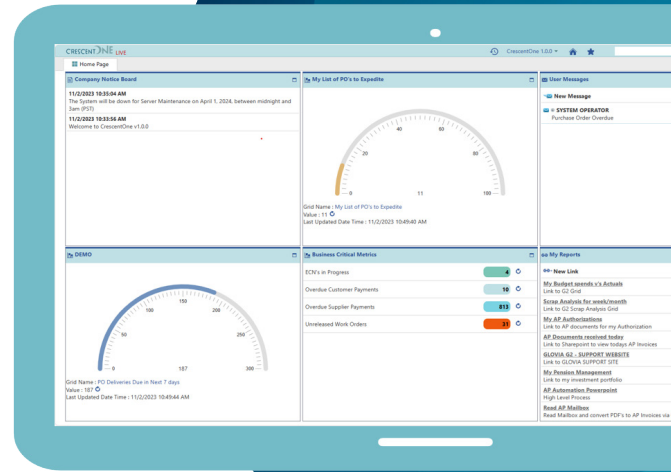 CRESCENTONE LIVE
CrescentOne 1.0.0
Home Page
Company Notice Board
11/2/2023 10:35:04 AM
The System will be down for Server Maintenance on April 1, 2024, between midnight and
3am (PST)
11/2/2023 10:33:56 AM
Welcome to CrescentOne v1.0.0
My List of PO's to Expedite
0
20
40
60
80
100
11
Grid Name : My List of PO's to Expedite
Value : 11
Last Updated Date Time : 11/2/2023 10:49:40 AM
User Messages
New Message
SYSTEM OPERATOR
Purchase Order Overdue
DEMO
0
50
100
150
200
250
300
187
Grid Name : PO Deliveries Due in Next 7 days
Value : 187
Last Updated Date Time : 11/2/2023 10:49:44 AM
Business Critical Metrics
ECN's in Progress 4
Overdue Customer Payments 10
Overdue Supplier Payments 613
Unreleased Work Orders 31
My Reports
New Link
My Budget spends v's Actuals
Link to G2 Grid
Scrap Analysis for week/month
Link to G2 Scrap Analysis Grid
My AP Authorizations
Link to AP documents for my Authorization
AP Documents received today
Link to Sharepoint to view todays AP Invoices
GLOVIA G2 - SUPPORT WEBSITE
Link to GLOVIA SUPPORT SITE
My Pension Management
Link to my investment portfolio
AP Automation Powerpoint
High Level Process
Read AP Mailbox
Read Mailbox and convert PDF's to AP Invoices via